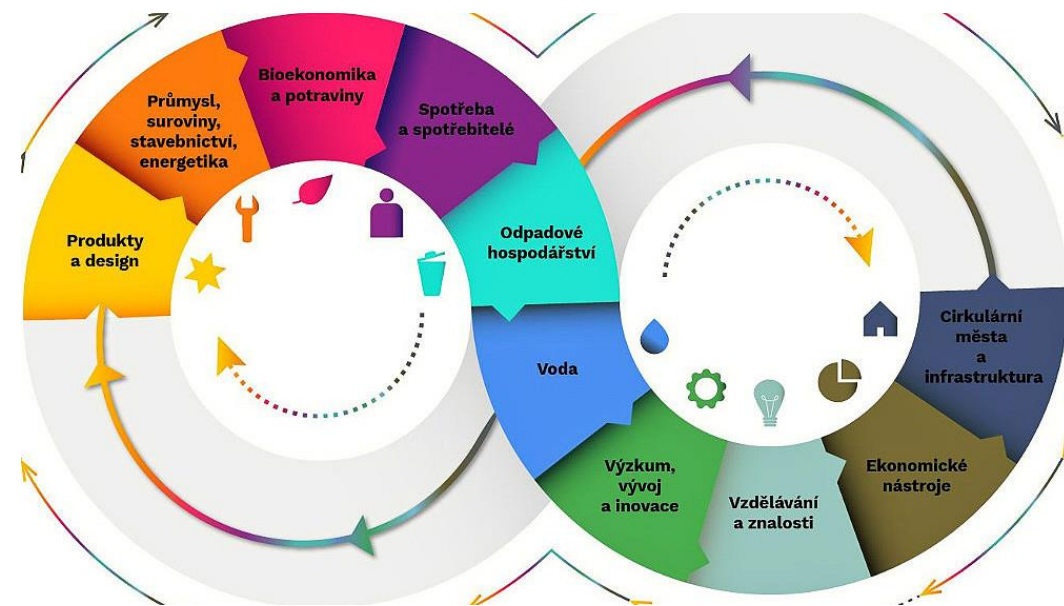 Produkty
a design
Průmysl,
suroviny,
stavebnictví,
energetika
Bioekonomika
a potraviny
Spotřeba
a spotřebitelé
Odpadové
hospodářství
Voda
Výzkum,
vývoj
a inovace
Vzdělávání
a znalosti
Ekonomické
nástroje
Cirkulární
města
a
infrastruktura